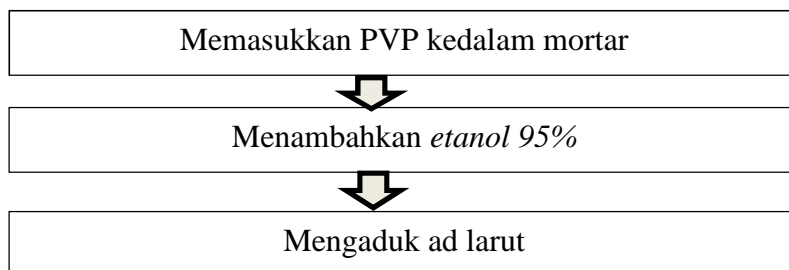 Memasukkan PVP kedalam mortar
Menambahkan etanol 95%
Mengaduk ad larut